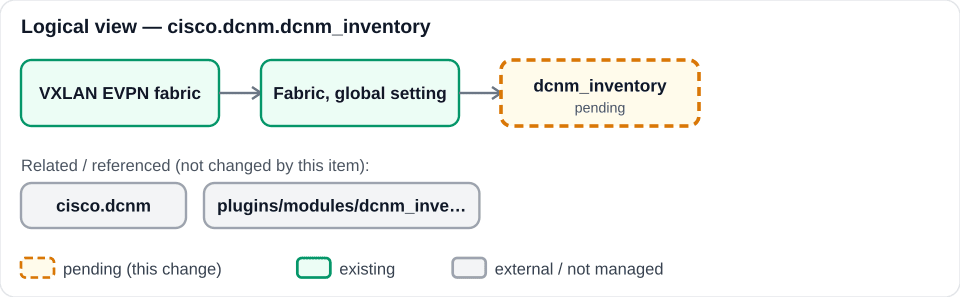 Logical view — cisco.dcnm.dcnm_inventory
VXLAN EVPN fabric
Fabric, global setting
dcnm_inventory
pending
Related / referenced (not changed by this item):
cisco.dcnm
plugins/modules/dcnm_inve…
pending (this change)
existing
external / not managed